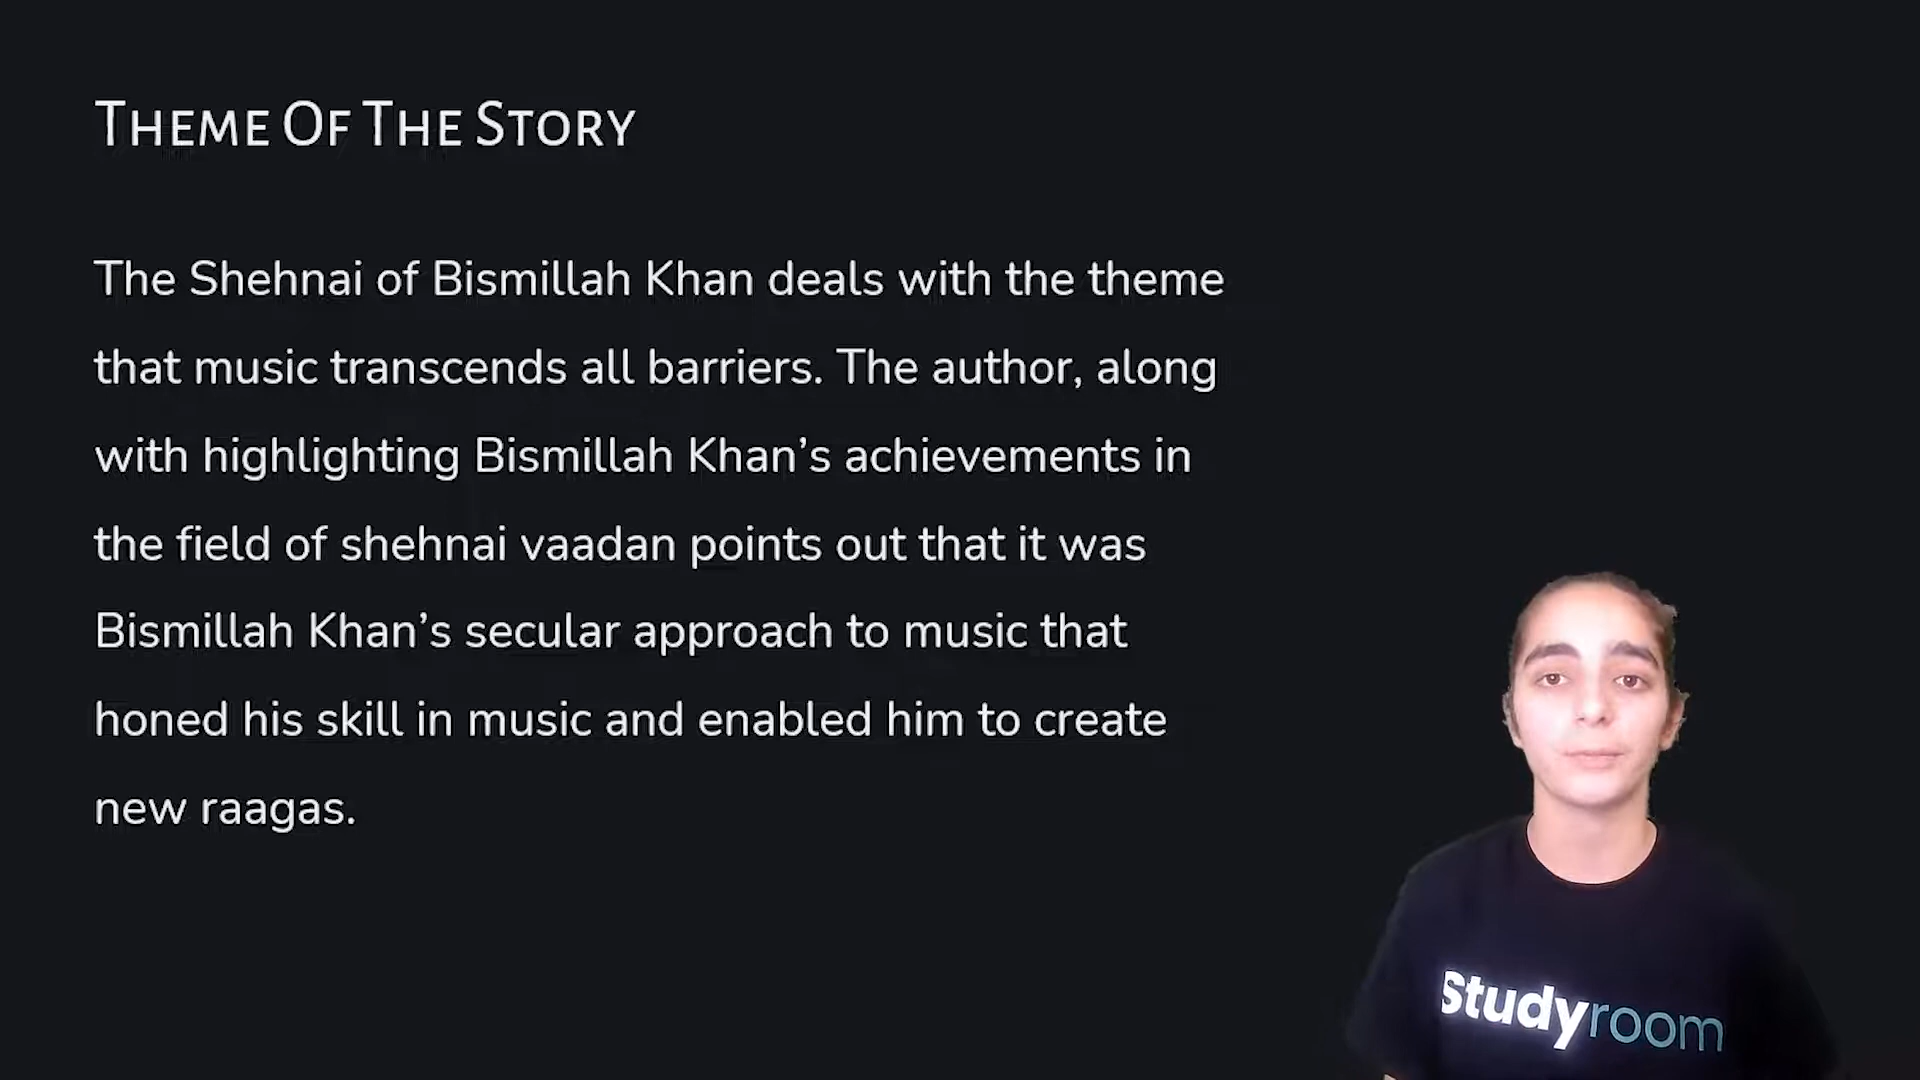 Theme Of The Story
The Shehnai of Bismillah Khan deals with the theme
that music transcends all barriers. The author, along
with highlighting Bismillah Khan’s achievements in
the field of shehnai vaadan points out that it was
Bismillah Khan’s secular approach to music that
honed his skill in music and enabled him to create
new raagas.
Studyroom